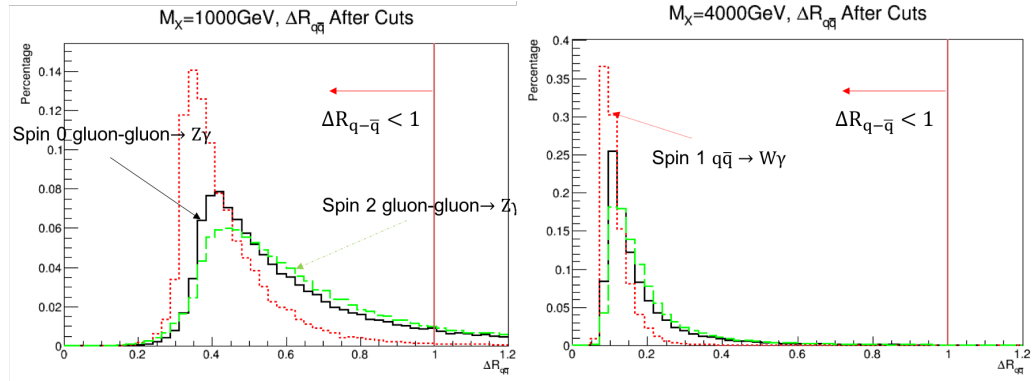 M_X=1000GeV, ΔR_qq̄ After Cuts
Percentage
0.14
0.12
0.1
0.08
0.06
0.04
0.02
0
ΔR_q−q̄ < 1
Spin 0 gluon-gluon→ Zγ
Spin 2 gluon-gluon→ Zγ
0 0.2 0.4 0.6 0.8 1 1.2
ΔR_qq̄
M_X=4000GeV, ΔR_qq̄ After Cuts
Percentage
0.4
0.35
0.3
0.25
0.2
0.15
0.1
0.05
0
ΔR_q−q̄ < 1
Spin 1 qq̄ → Wγ
0 0.2 0.4 0.6 0.8 1 1.2
ΔR_qq̄